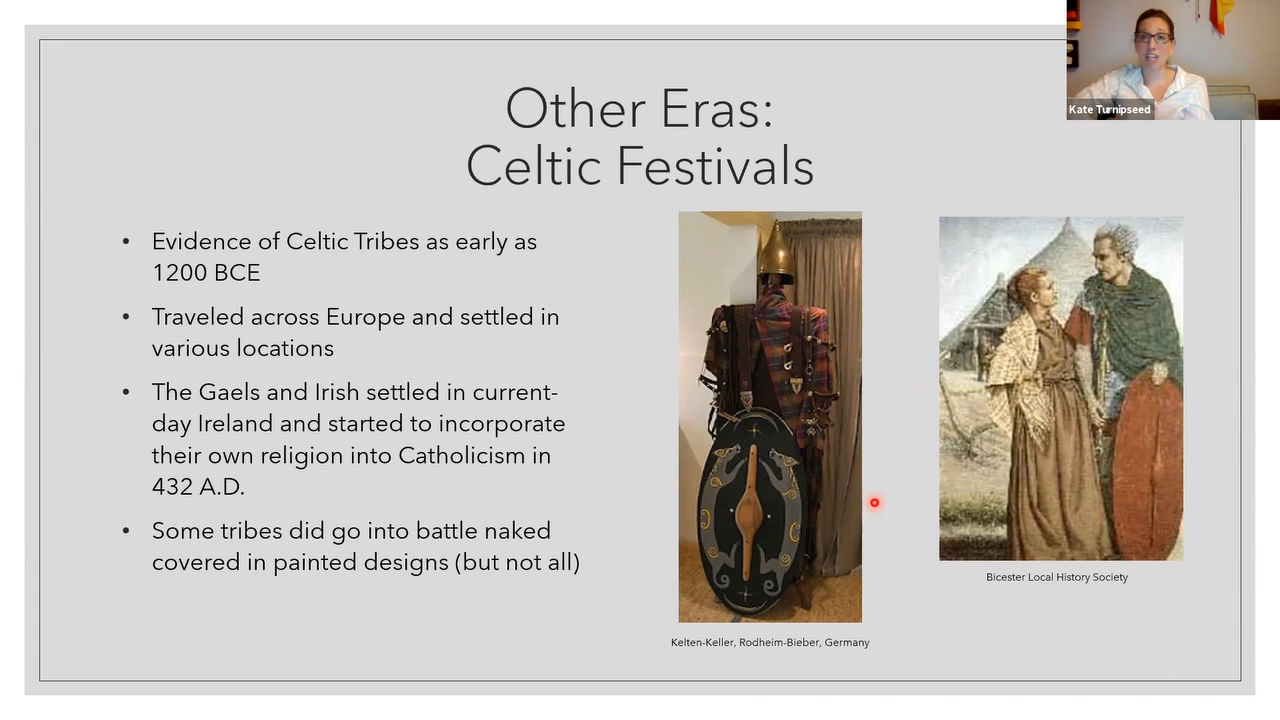 Kate Turnipseed
Other Eras:
Celtic Festivals
• Evidence of Celtic Tribes as early as
1200 BCE
• Traveled across Europe and settled in
various locations
• The Gaels and Irish settled in current-
day Ireland and started to incorporate
their own religion into Catholicism in
432 A.D.
• Some tribes did go into battle naked
covered in painted designs (but not all)
Bicester Local History Society
Kelten-Keller, Rodheim-Bieber, Germany